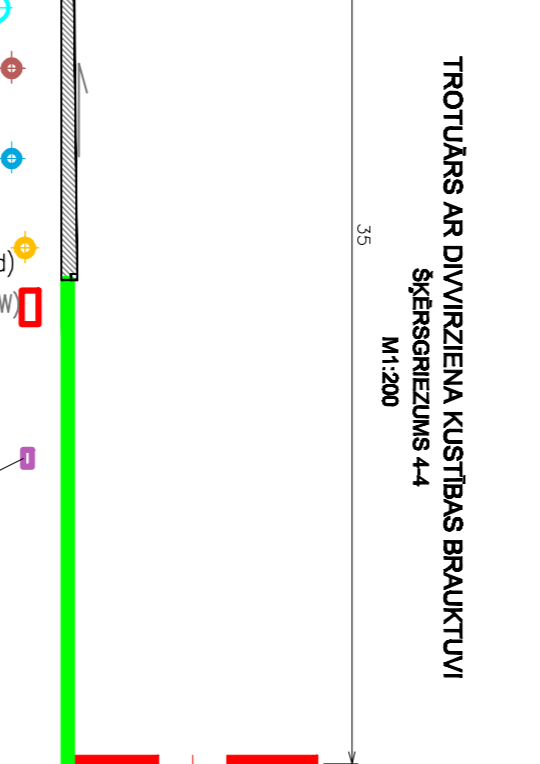 TROTUĀRS AR DIVVIRZIENA KUSTĪBAS BRAUKTUVI
ŠĶĒRSGRIEZUMS 4-4
M1:200
35
d)
W)